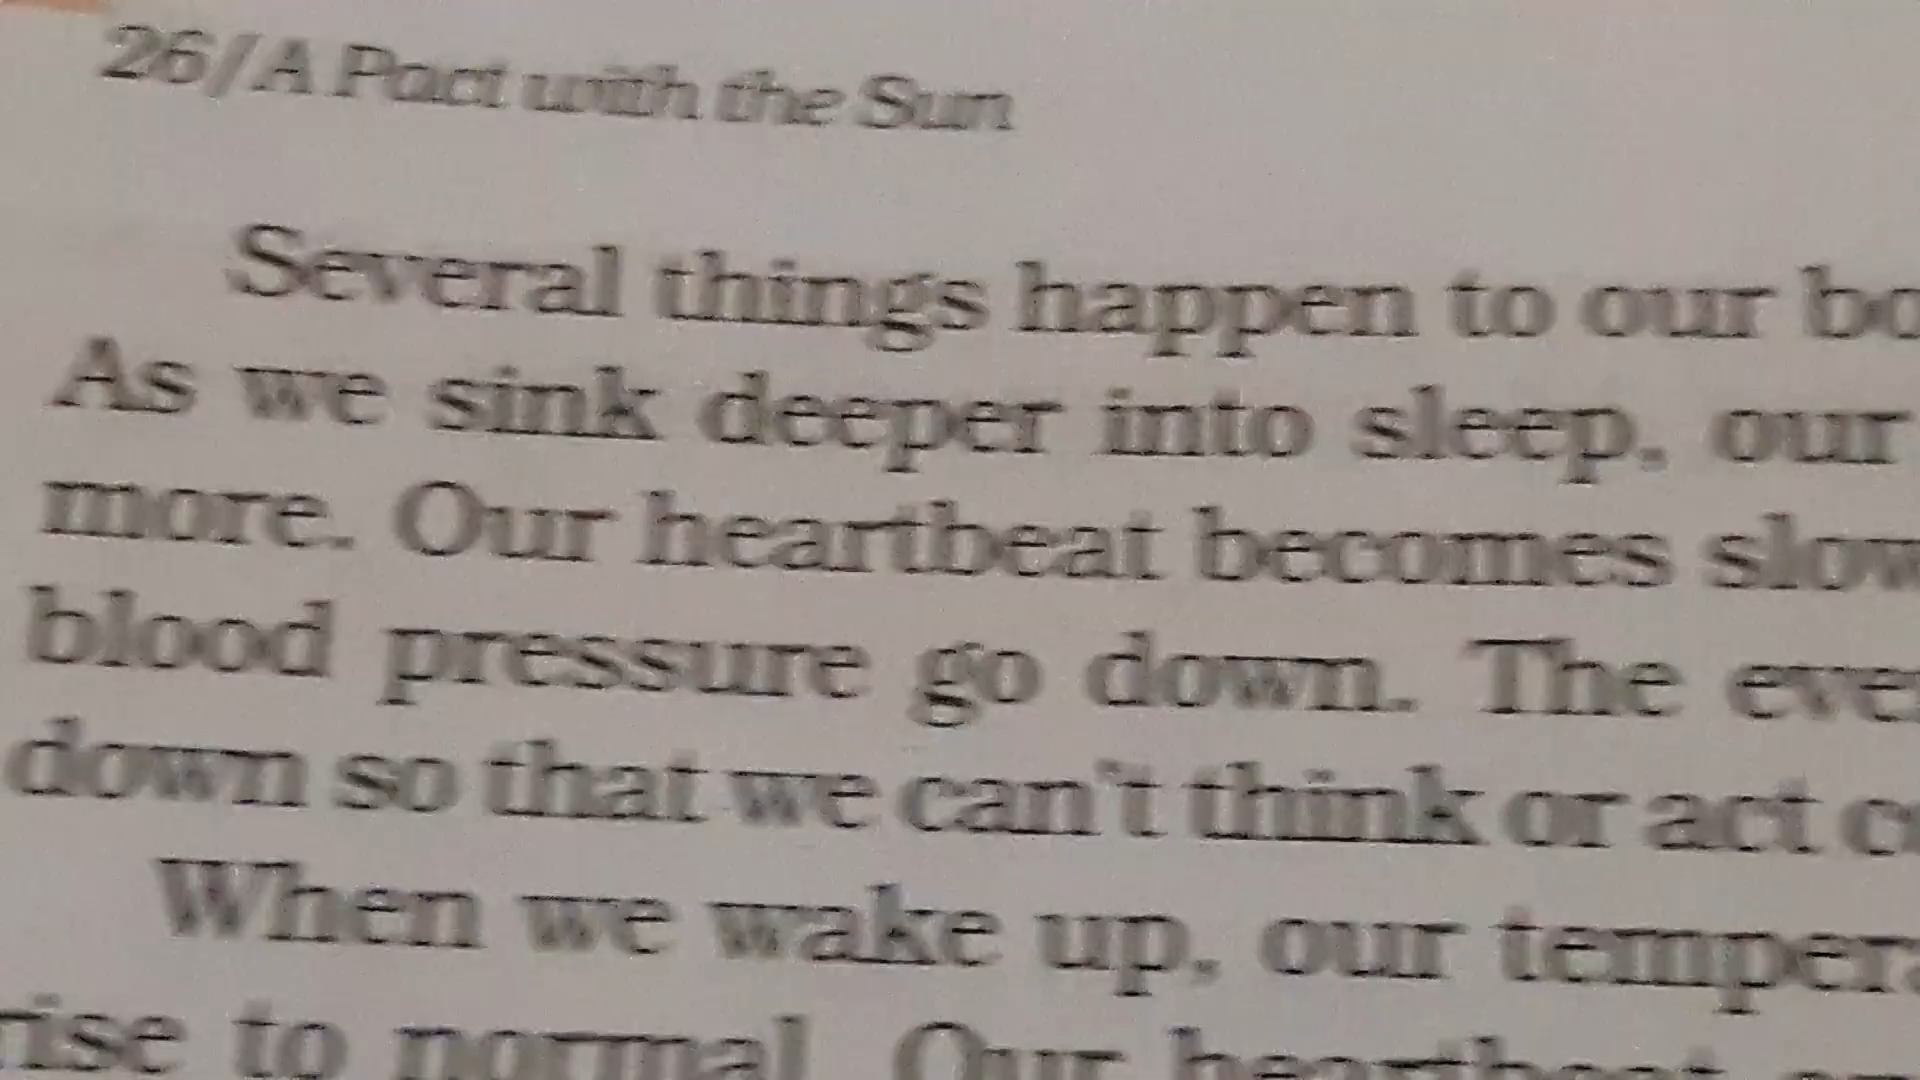 26/A Pact with the Sun
Several things happen to our bo
As we sink deeper into sleep, our
more. Our heartbeat becomes slow
blood pressure go down. The eve
down so that we can't think or act c
When we wake up, our tempera
rise to normal. Our heartbeat